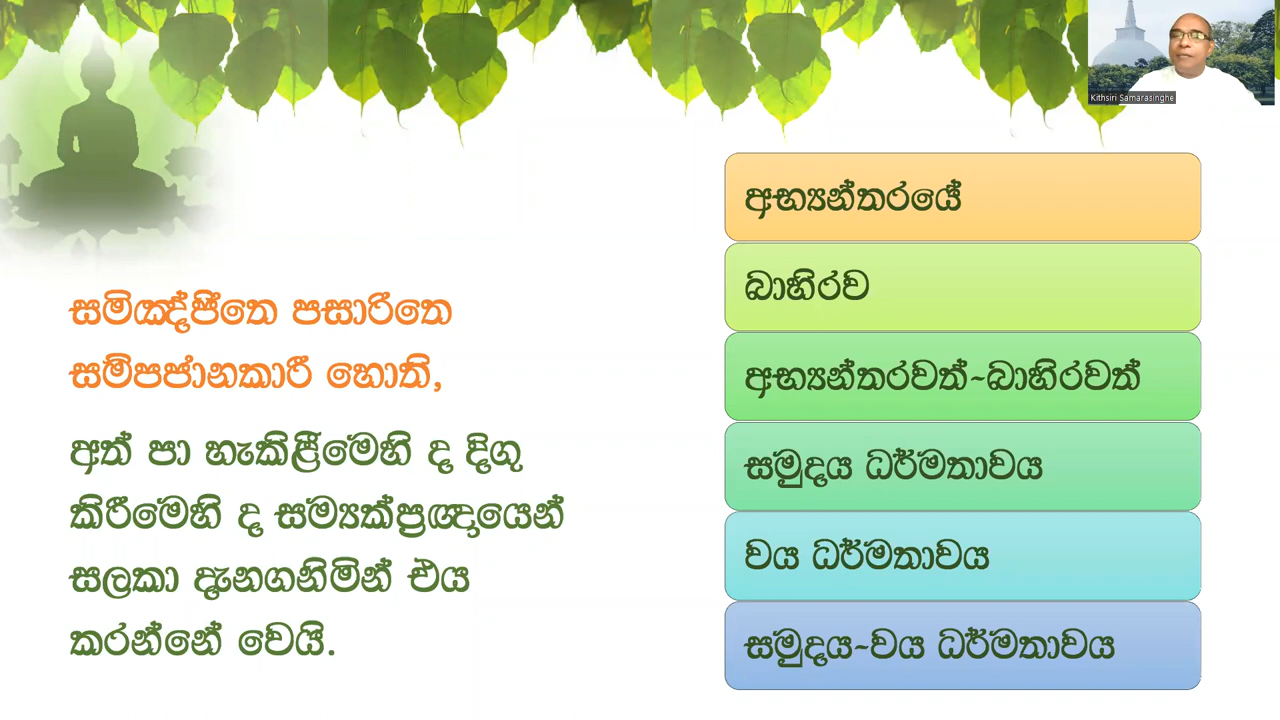 Kithsiri Samarasinghe
සමිඤ්ජිතෙ පසාරිතෙ
සම්පජානකාරී හොති,
අත් පා හැකිළීමෙහි ද දිගු
කිරීමෙහි ද සම්‍යක්ප්‍රඥායෙන්
සලකා දැනගනිමින් එය
කරන්නේ වෙයි.
අභ්‍යන්තරයේ
බාහිරව
අභ්‍යන්තරවත්~බාහිරවත්
සමුදය ධර්මතාවය
වය ධර්මතාවය
සමුදය~වය ධර්මතාවය